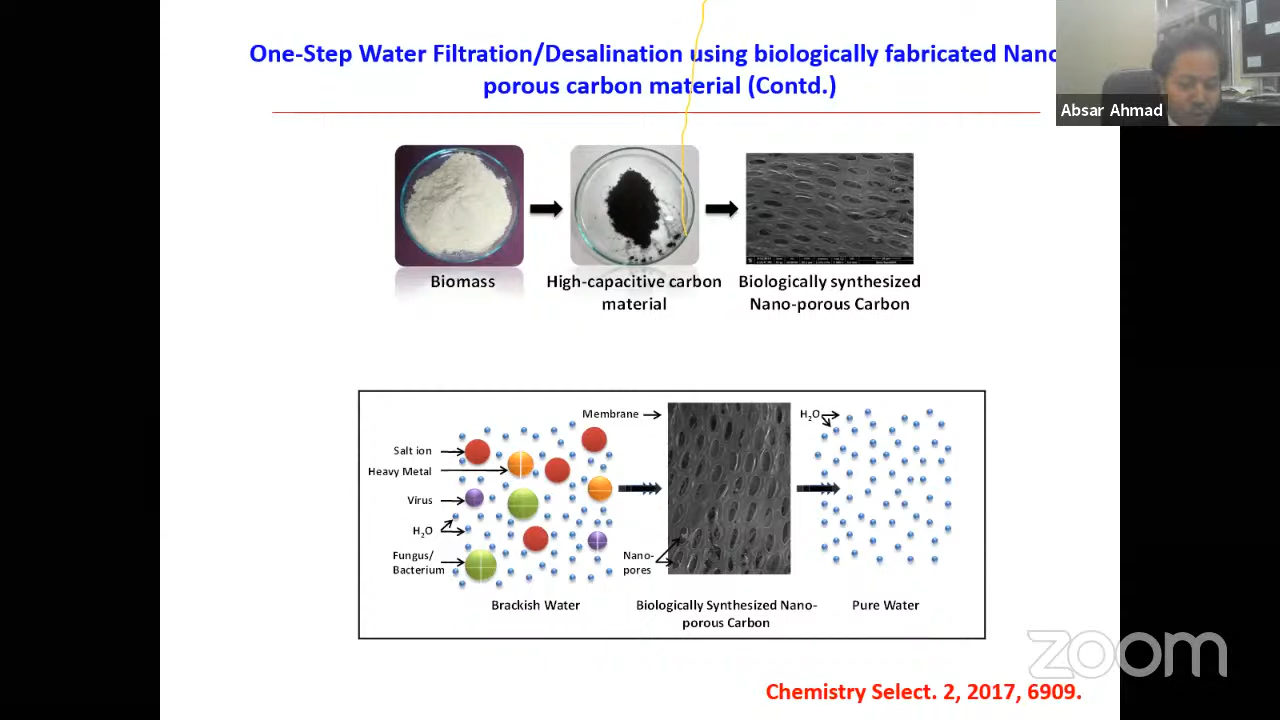 One-Step Water Filtration/Desalination using biologically fabricated Nano
porous carbon material (Contd.)
Absar Ahmad
Biomass
High-capacitive carbon
material
Biologically synthesized
Nano-porous Carbon
Membrane
H₂O
Salt ion
Heavy Metal
Virus
H₂O
Fungus/
Bacterium
Nano-
pores
Brackish Water
Biologically Synthesized Nano-
porous Carbon
Pure Water
zoom
Chemistry Select. 2, 2017, 6909.